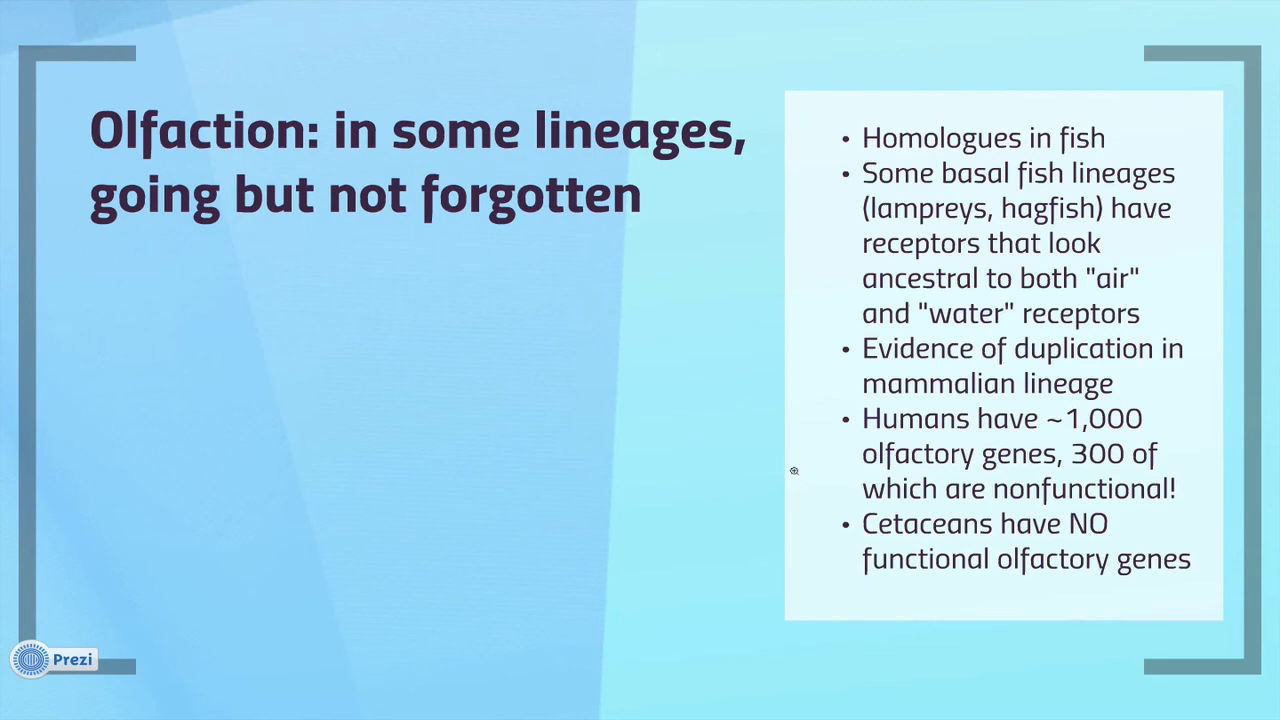 Olfaction: in some lineages,
going but not forgotten
• Homologues in fish
• Some basal fish lineages
(lampreys, hagfish) have
receptors that look
ancestral to both "air"
and "water" receptors
• Evidence of duplication in
mammalian lineage
• Humans have ~1,000
olfactory genes, 300 of
which are nonfunctional!
• Cetaceans have NO
functional olfactory genes
Prezi